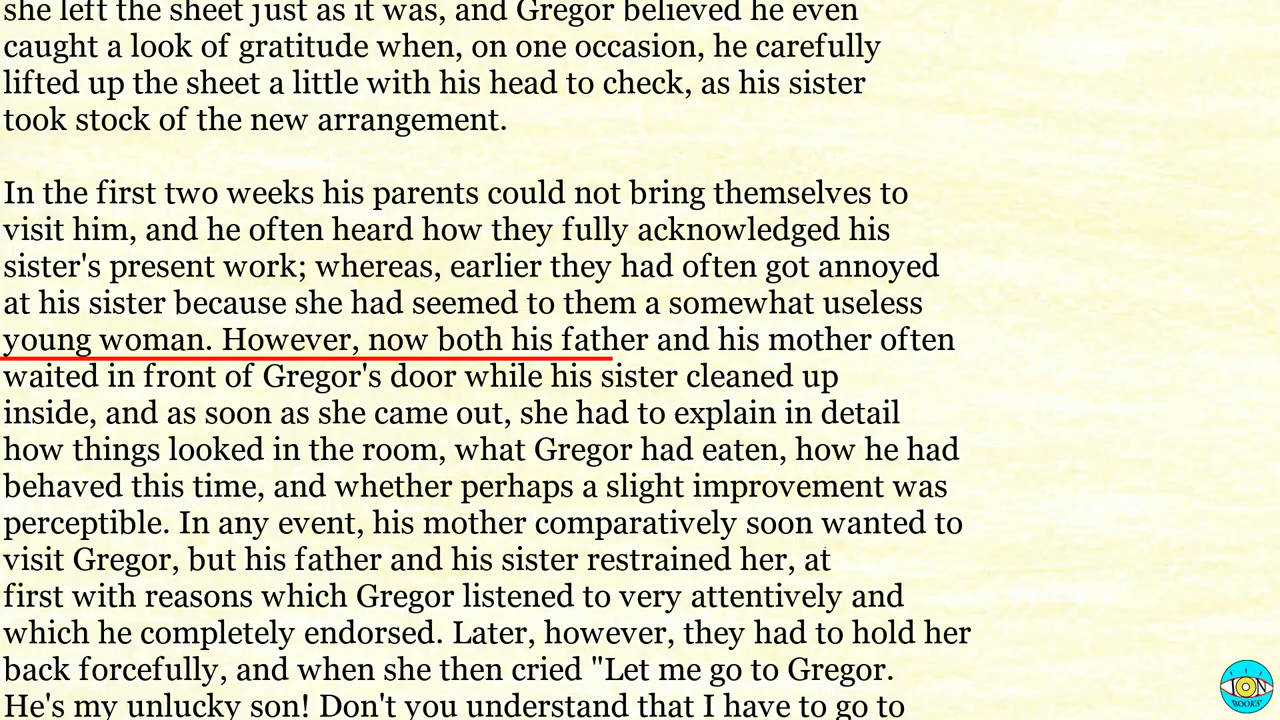 she left the sheet just as it was, and Gregor believed he even
caught a look of gratitude when, on one occasion, he carefully
lifted up the sheet a little with his head to check, as his sister
took stock of the new arrangement.
In the first two weeks his parents could not bring themselves to
visit him, and he often heard how they fully acknowledged his
sister's present work; whereas, earlier they had often got annoyed
at his sister because she had seemed to them a somewhat useless
young woman. However, now both his father and his mother often
waited in front of Gregor's door while his sister cleaned up
inside, and as soon as she came out, she had to explain in detail
how things looked in the room, what Gregor had eaten, how he had
behaved this time, and whether perhaps a slight improvement was
perceptible. In any event, his mother comparatively soon wanted to
visit Gregor, but his father and his sister restrained her, at
first with reasons which Gregor listened to very attentively and
which he completely endorsed. Later, however, they had to hold her
back forcefully, and when she then cried "Let me go to Gregor.
He's my unlucky son! Don't you understand that I have to go to
ION
BOOKS